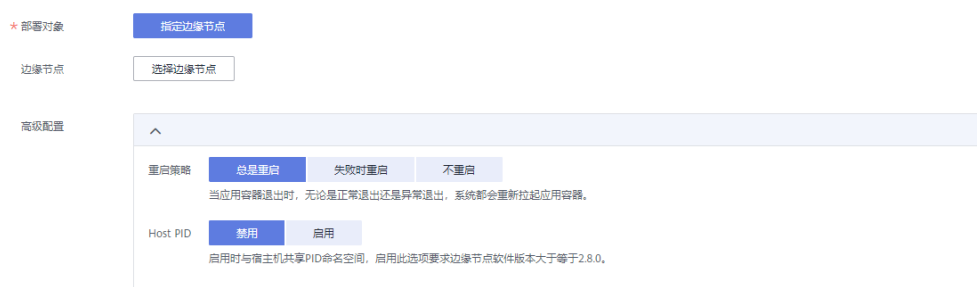 * 部署对象 指定边缘节点
边缘节点 选择边缘节点
高级配置
重启策略 总是重启 失败时重启 不重启
当应用容器退出时，无论是正常退出还是异常退出，系统都会重新拉起应用容器。
Host PID 禁用 启用
启用时与宿主机共享PID命名空间，启用此选项要求边缘节点软件版本大于等于2.8.0。